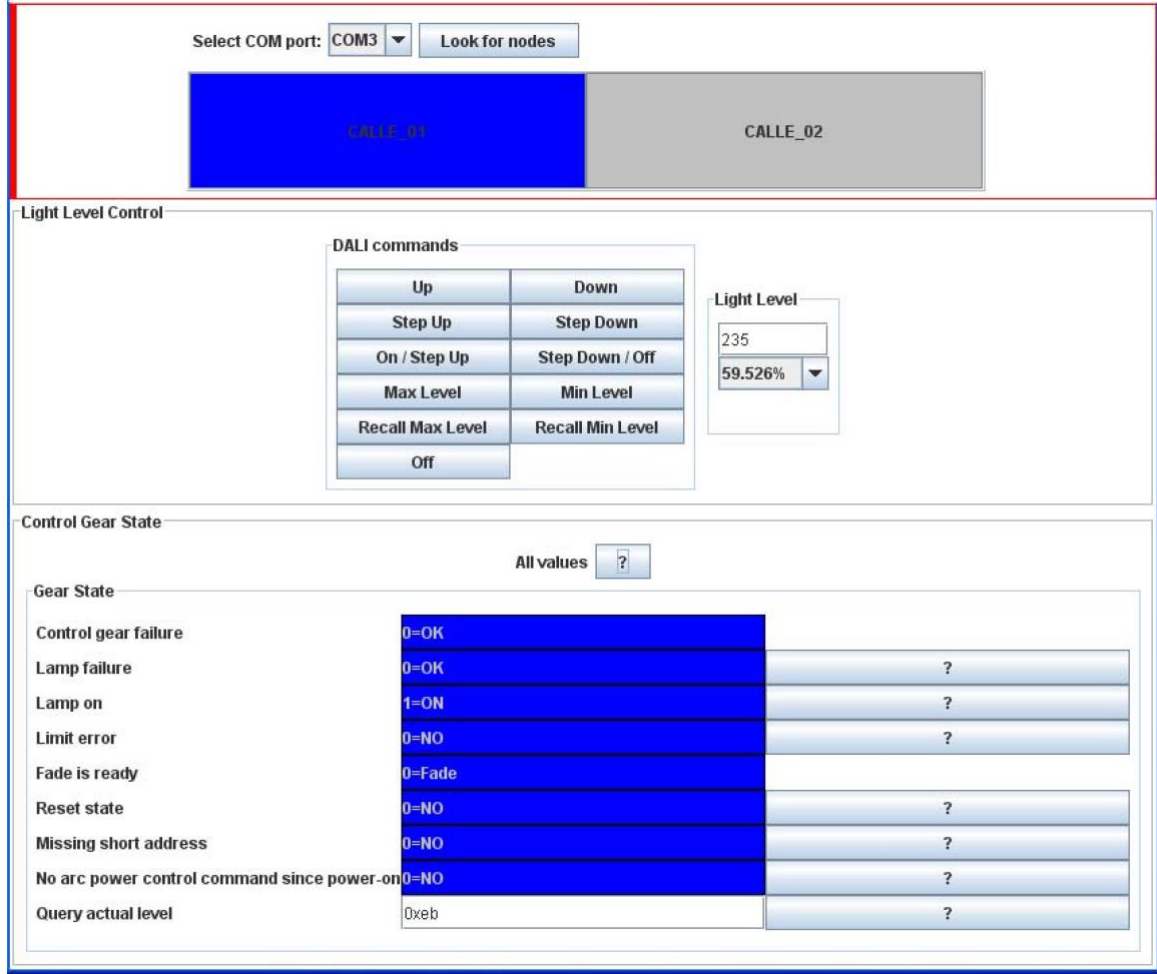 Select COM port: COM3 Look for nodes
CALLE_01 CALLE_02
Light Level Control
DALI commands
Up Down
Light Level
Step Up Step Down
235
On / Step Up Step Down / Off
59.526%
Max Level Min Level
Recall Max Level Recall Min Level
Off
Control Gear State
All values ?
Gear State
Control gear failure 0=OK
Lamp failure 0=OK ?
Lamp on 1=ON ?
Limit error 0=NO ?
Fade is ready 0=Fade
Reset state 0=NO ?
Missing short address 0=NO ?
No arc power control command since power-on 0=NO ?
Query actual level 0xeb ?